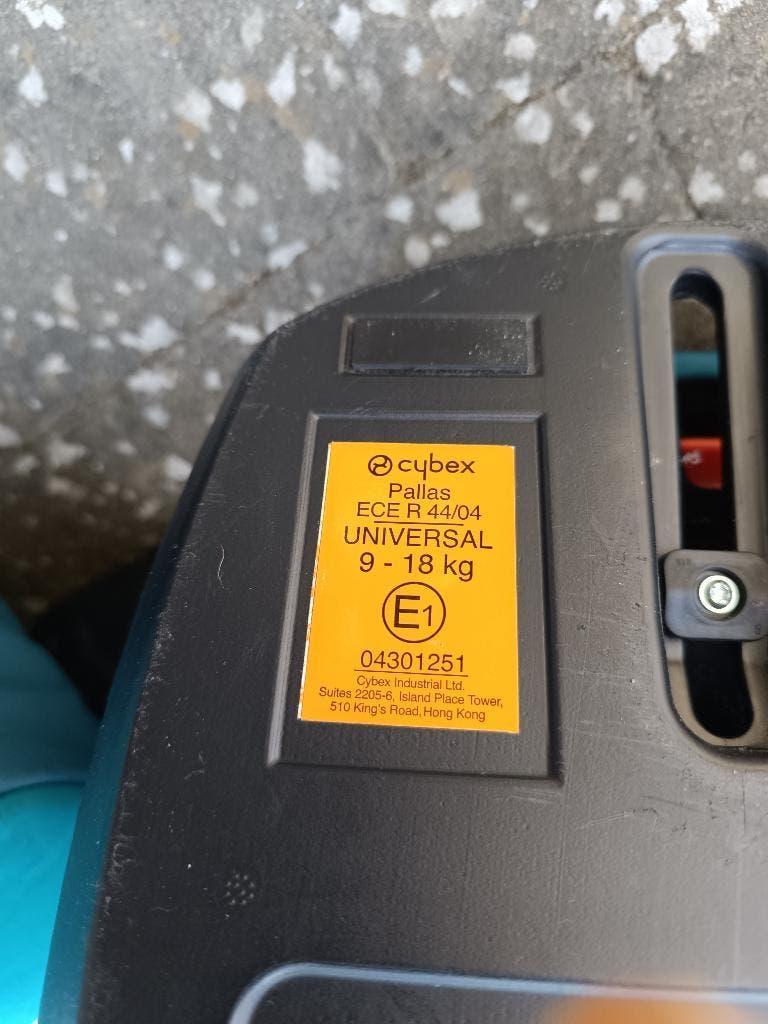 cybex
Pallas
ECE R 44/04
UNIVERSAL
9 - 18 kg
E1
04301251
Cybex Industrial Ltd.
Suites 2205-6, Island Place Tower,
510 King's Road, Hong Kong